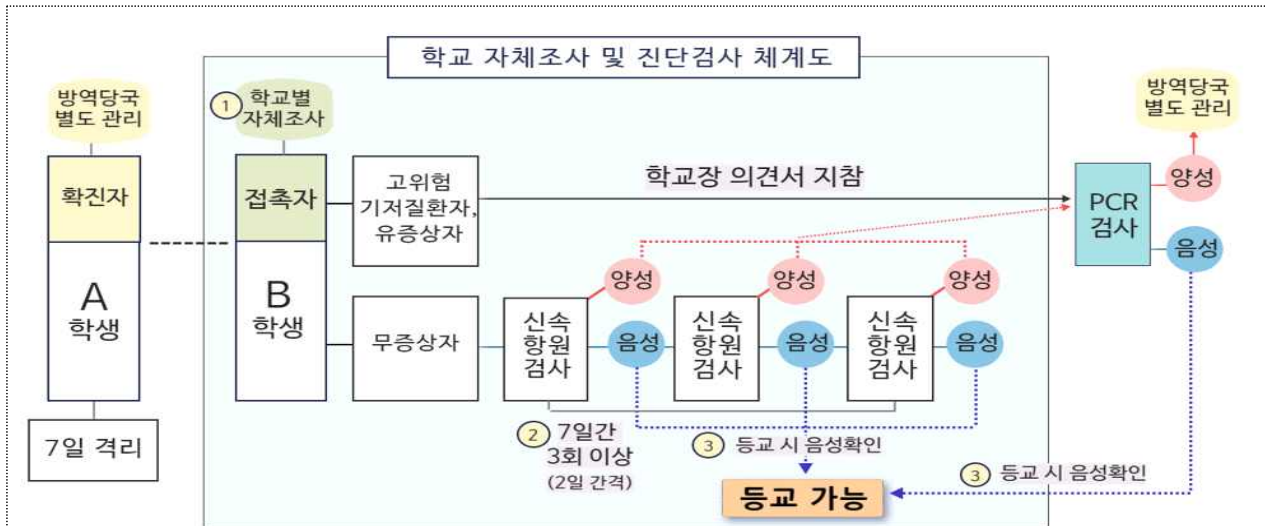 학교 자체조사 및 진단검사 체계도
방역당국
별도 관리
확진자
A
학생
7일 격리
1
학교별
자체조사
접촉자
B
학생
고위험
기저질환자,
유증상자
학교장 의견서 지참
무증상자
신속
항원
검사
양성
음성
신속
항원
검사
양성
음성
신속
항원
검사
양성
음성
2
7일간
3회 이상
(2일 간격)
3
등교 시 음성확인
등교 가능
PCR
검사
양성
음성
방역당국
별도 관리
3
등교 시 음성확인